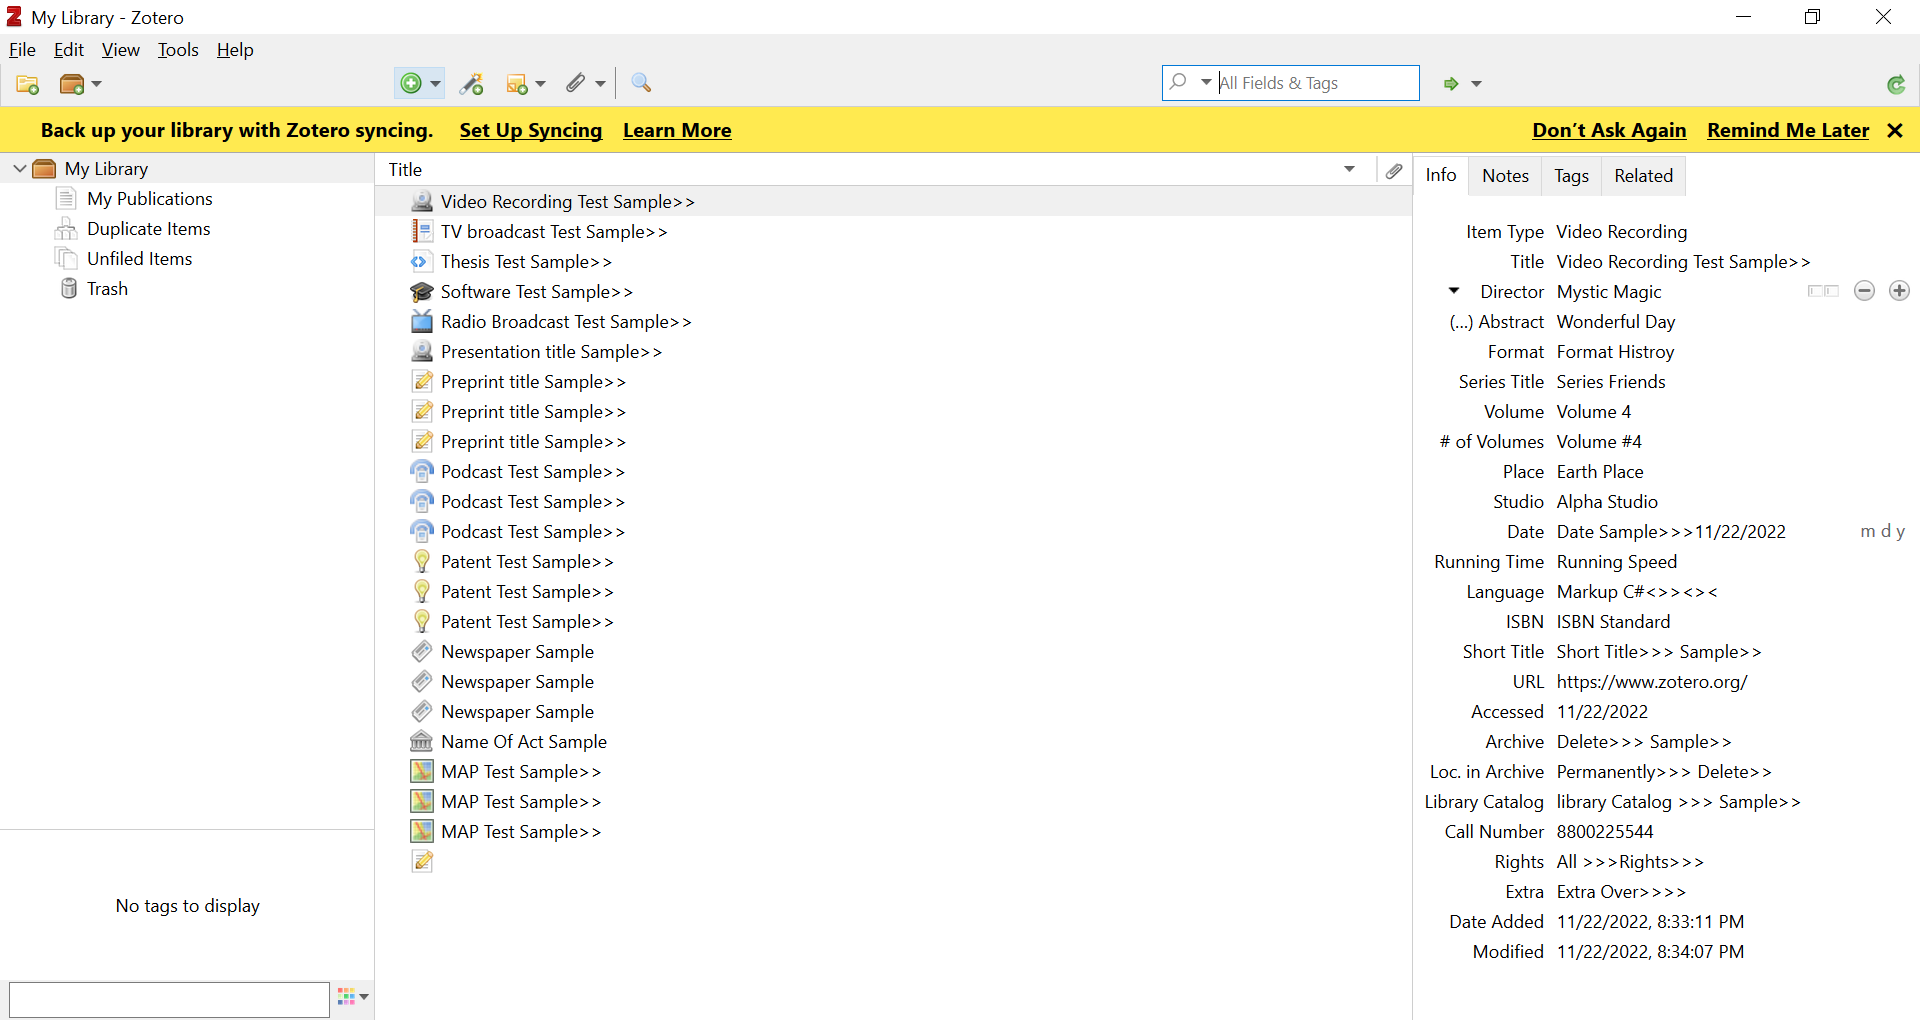 My Library - Zotero
File Edit View Tools Help
All Fields & Tags
Back up your library with Zotero syncing. Set Up Syncing Learn More Don't Ask Again Remind Me Later
My Library
My Publications
Duplicate Items
Unfiled Items
Trash
No tags to display
Title
Video Recording Test Sample>>
TV broadcast Test Sample>>
Thesis Test Sample>>
Software Test Sample>>
Radio Broadcast Test Sample>>
Presentation title Sample>>
Preprint title Sample>>
Preprint title Sample>>
Preprint title Sample>>
Podcast Test Sample>>
Podcast Test Sample>>
Podcast Test Sample>>
Patent Test Sample>>
Patent Test Sample>>
Patent Test Sample>>
Newspaper Sample
Newspaper Sample
Newspaper Sample
Name Of Act Sample
MAP Test Sample>>
MAP Test Sample>>
MAP Test Sample>>
Info Notes Tags Related
Item Type Video Recording
Title Video Recording Test Sample>>
Director Mystic Magic
(...) Abstract Wonderful Day
Format Format Histroy
Series Title Series Friends
Volume Volume 4
# of Volumes Volume #4
Place Earth Place
Studio Alpha Studio
Date Date Sample>>>11/22/2022 m d y
Running Time Running Speed
Language Markup C#<>><><
ISBN ISBN Standard
Short Title Short Title>>> Sample>>
URL https://www.zotero.org/
Accessed 11/22/2022
Archive Delete>>> Sample>>
Loc. in Archive Permanently>>> Delete>>
Library Catalog library Catalog >>> Sample>>
Call Number 8800225544
Rights All >>>Rights>>>
Extra Extra Over>>>>
Date Added 11/22/2022, 8:33:11 PM
Modified 11/22/2022, 8:34:07 PM